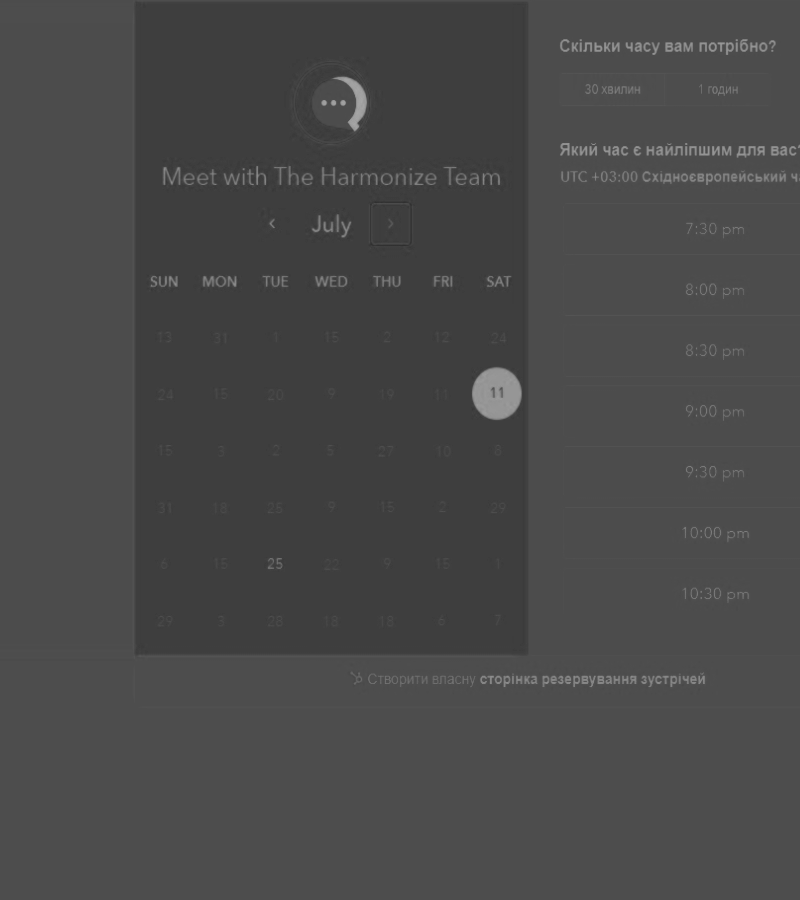 Meet with The Harmonize Team
‹ July ›
SUN MON TUE WED THU FRI SAT
13 31 1 15 2 12 24
24 15 20 9 19 11 11
15 3 2 5 27 10 8
31 18 25 9 15 2 29
6 15 25 22 9 15 1
29 3 28 18 18 6 7
Скільки часу вам потрібно?
30 хвилин 1 годин
Який час є найліпшим для вас?
UTC +03:00 Східноєвропейський
7:30 pm
8:00 pm
8:30 pm
9:00 pm
9:30 pm
10:00 pm
10:30 pm
Створити власну сторінка резервування зустрічей